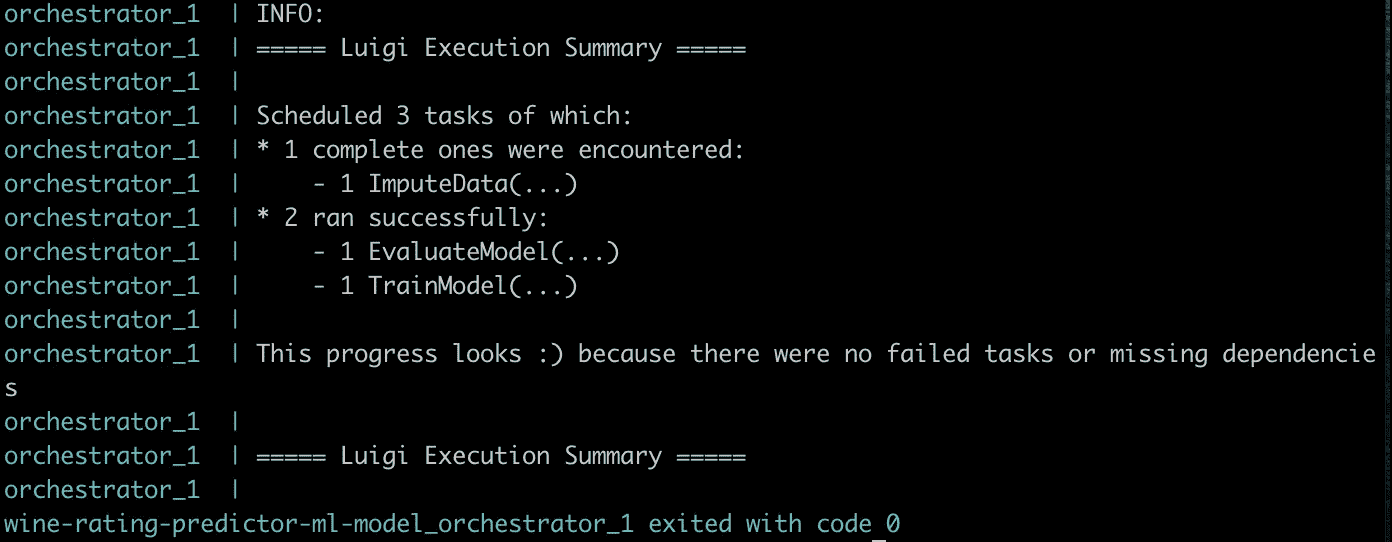 orchestrator_1  | INFO:
orchestrator_1  | ===== Luigi Execution Summary =====
orchestrator_1  |
orchestrator_1  | Scheduled 3 tasks of which:
orchestrator_1  | * 1 complete ones were encountered:
orchestrator_1  |     - 1 ImputeData(...)
orchestrator_1  | * 2 ran successfully:
orchestrator_1  |     - 1 EvaluateModel(...)
orchestrator_1  |     - 1 TrainModel(...)
orchestrator_1  |
orchestrator_1  | This progress looks :) because there were no failed tasks or missing dependencie
s
orchestrator_1  |
orchestrator_1  | ===== Luigi Execution Summary =====
orchestrator_1  |
wine-rating-predictor-ml-model_orchestrator_1 exited with code 0